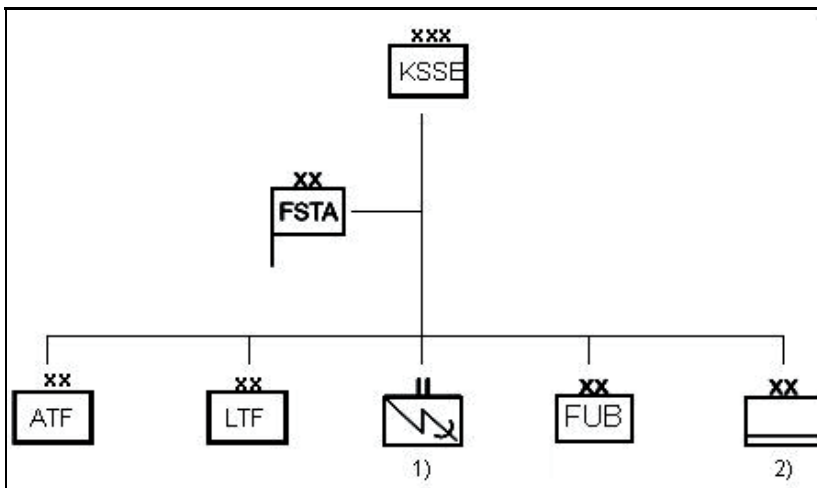 xxx
KSSE
XX
FSTA
xx xx II XX XX
ATF LTF FUB
1) 2)